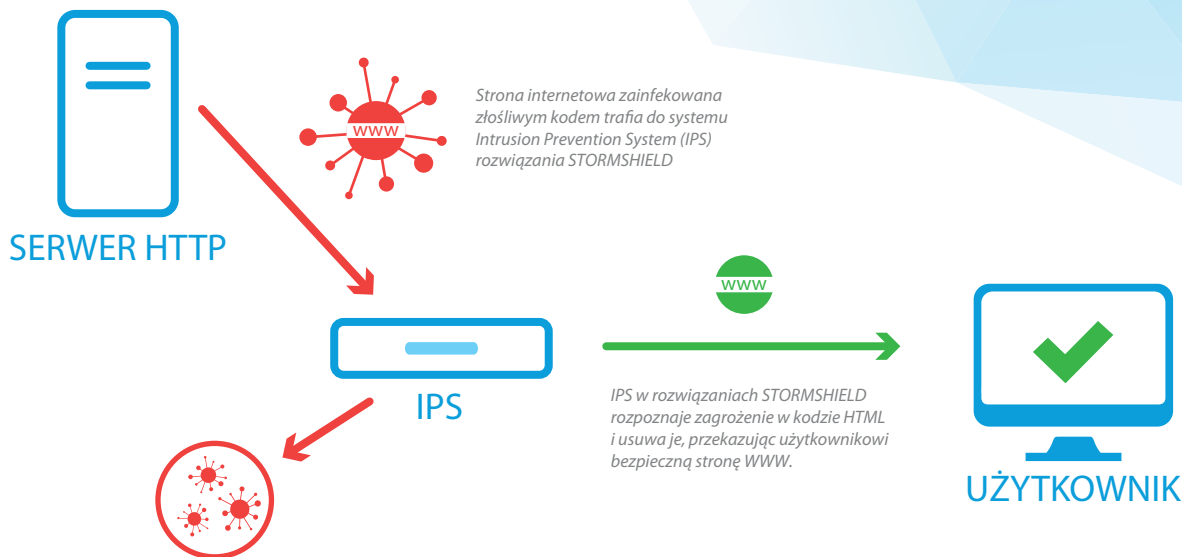 WWW
Strona internetowa zainfekowana
złośliwym kodem trafia do systemu
Intrusion Prevention System (IPS)
rozwiązania STORMSHIELD
SERWER HTTP
WWW
IPS
IPS w rozwiązaniach STORMSHIELD
rozpoznaje zagrożenie w kodzie HTML
i usuwa je, przekazując użytkownikowi
bezpieczną stronę WWW.
UŻYTKOWNIK